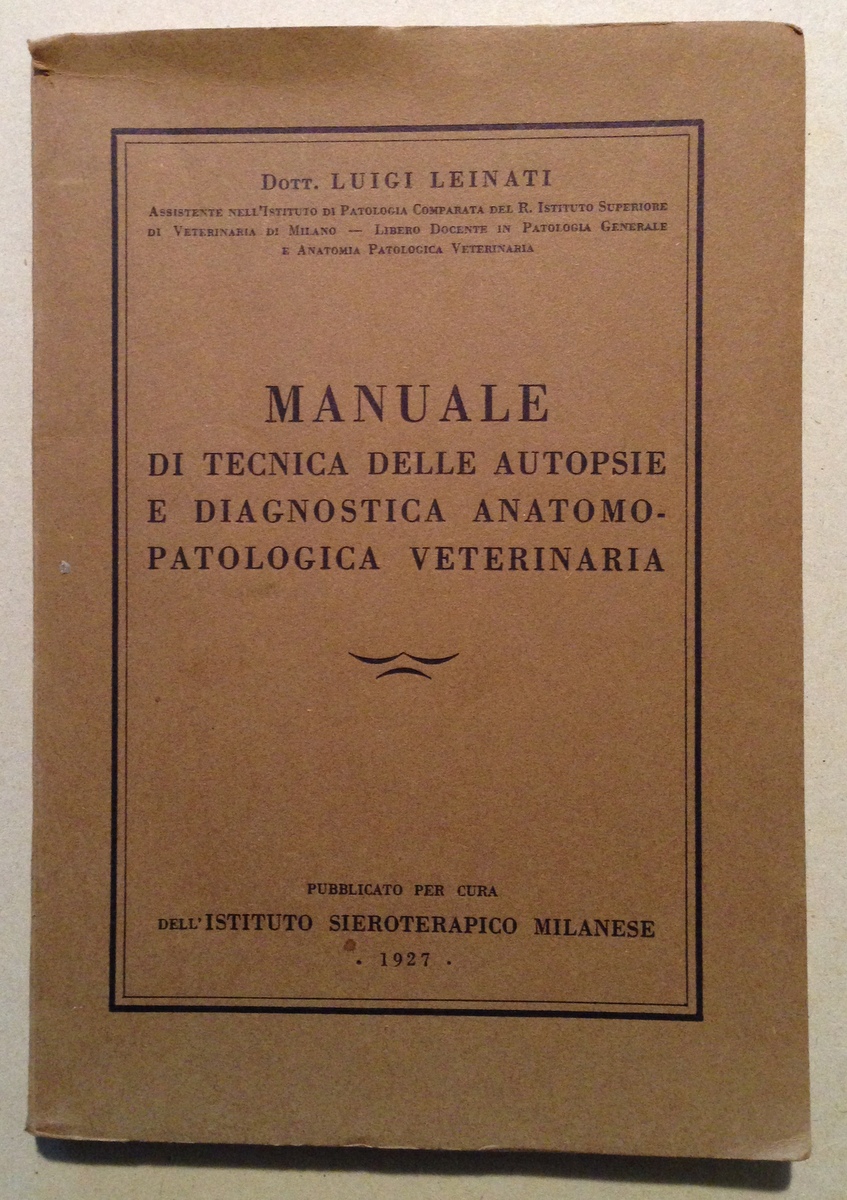 Dott. LUIGI LEINATI
Assistente nell'Istituto di Patologia Comparata del R. Istituto Superiore
di Veterinaria di Milano — Libero Docente in Patologia Generale
e Anatomia Patologica Veterinaria
MANUALE
DI TECNICA DELLE AUTOPSIE
E DIAGNOSTICA ANATOMO-
PATOLOGICA VETERINARIA
PUBBLICATO PER CURA
DELL'ISTITUTO SIEROTERAPICO MILANESE
· 1927 ·